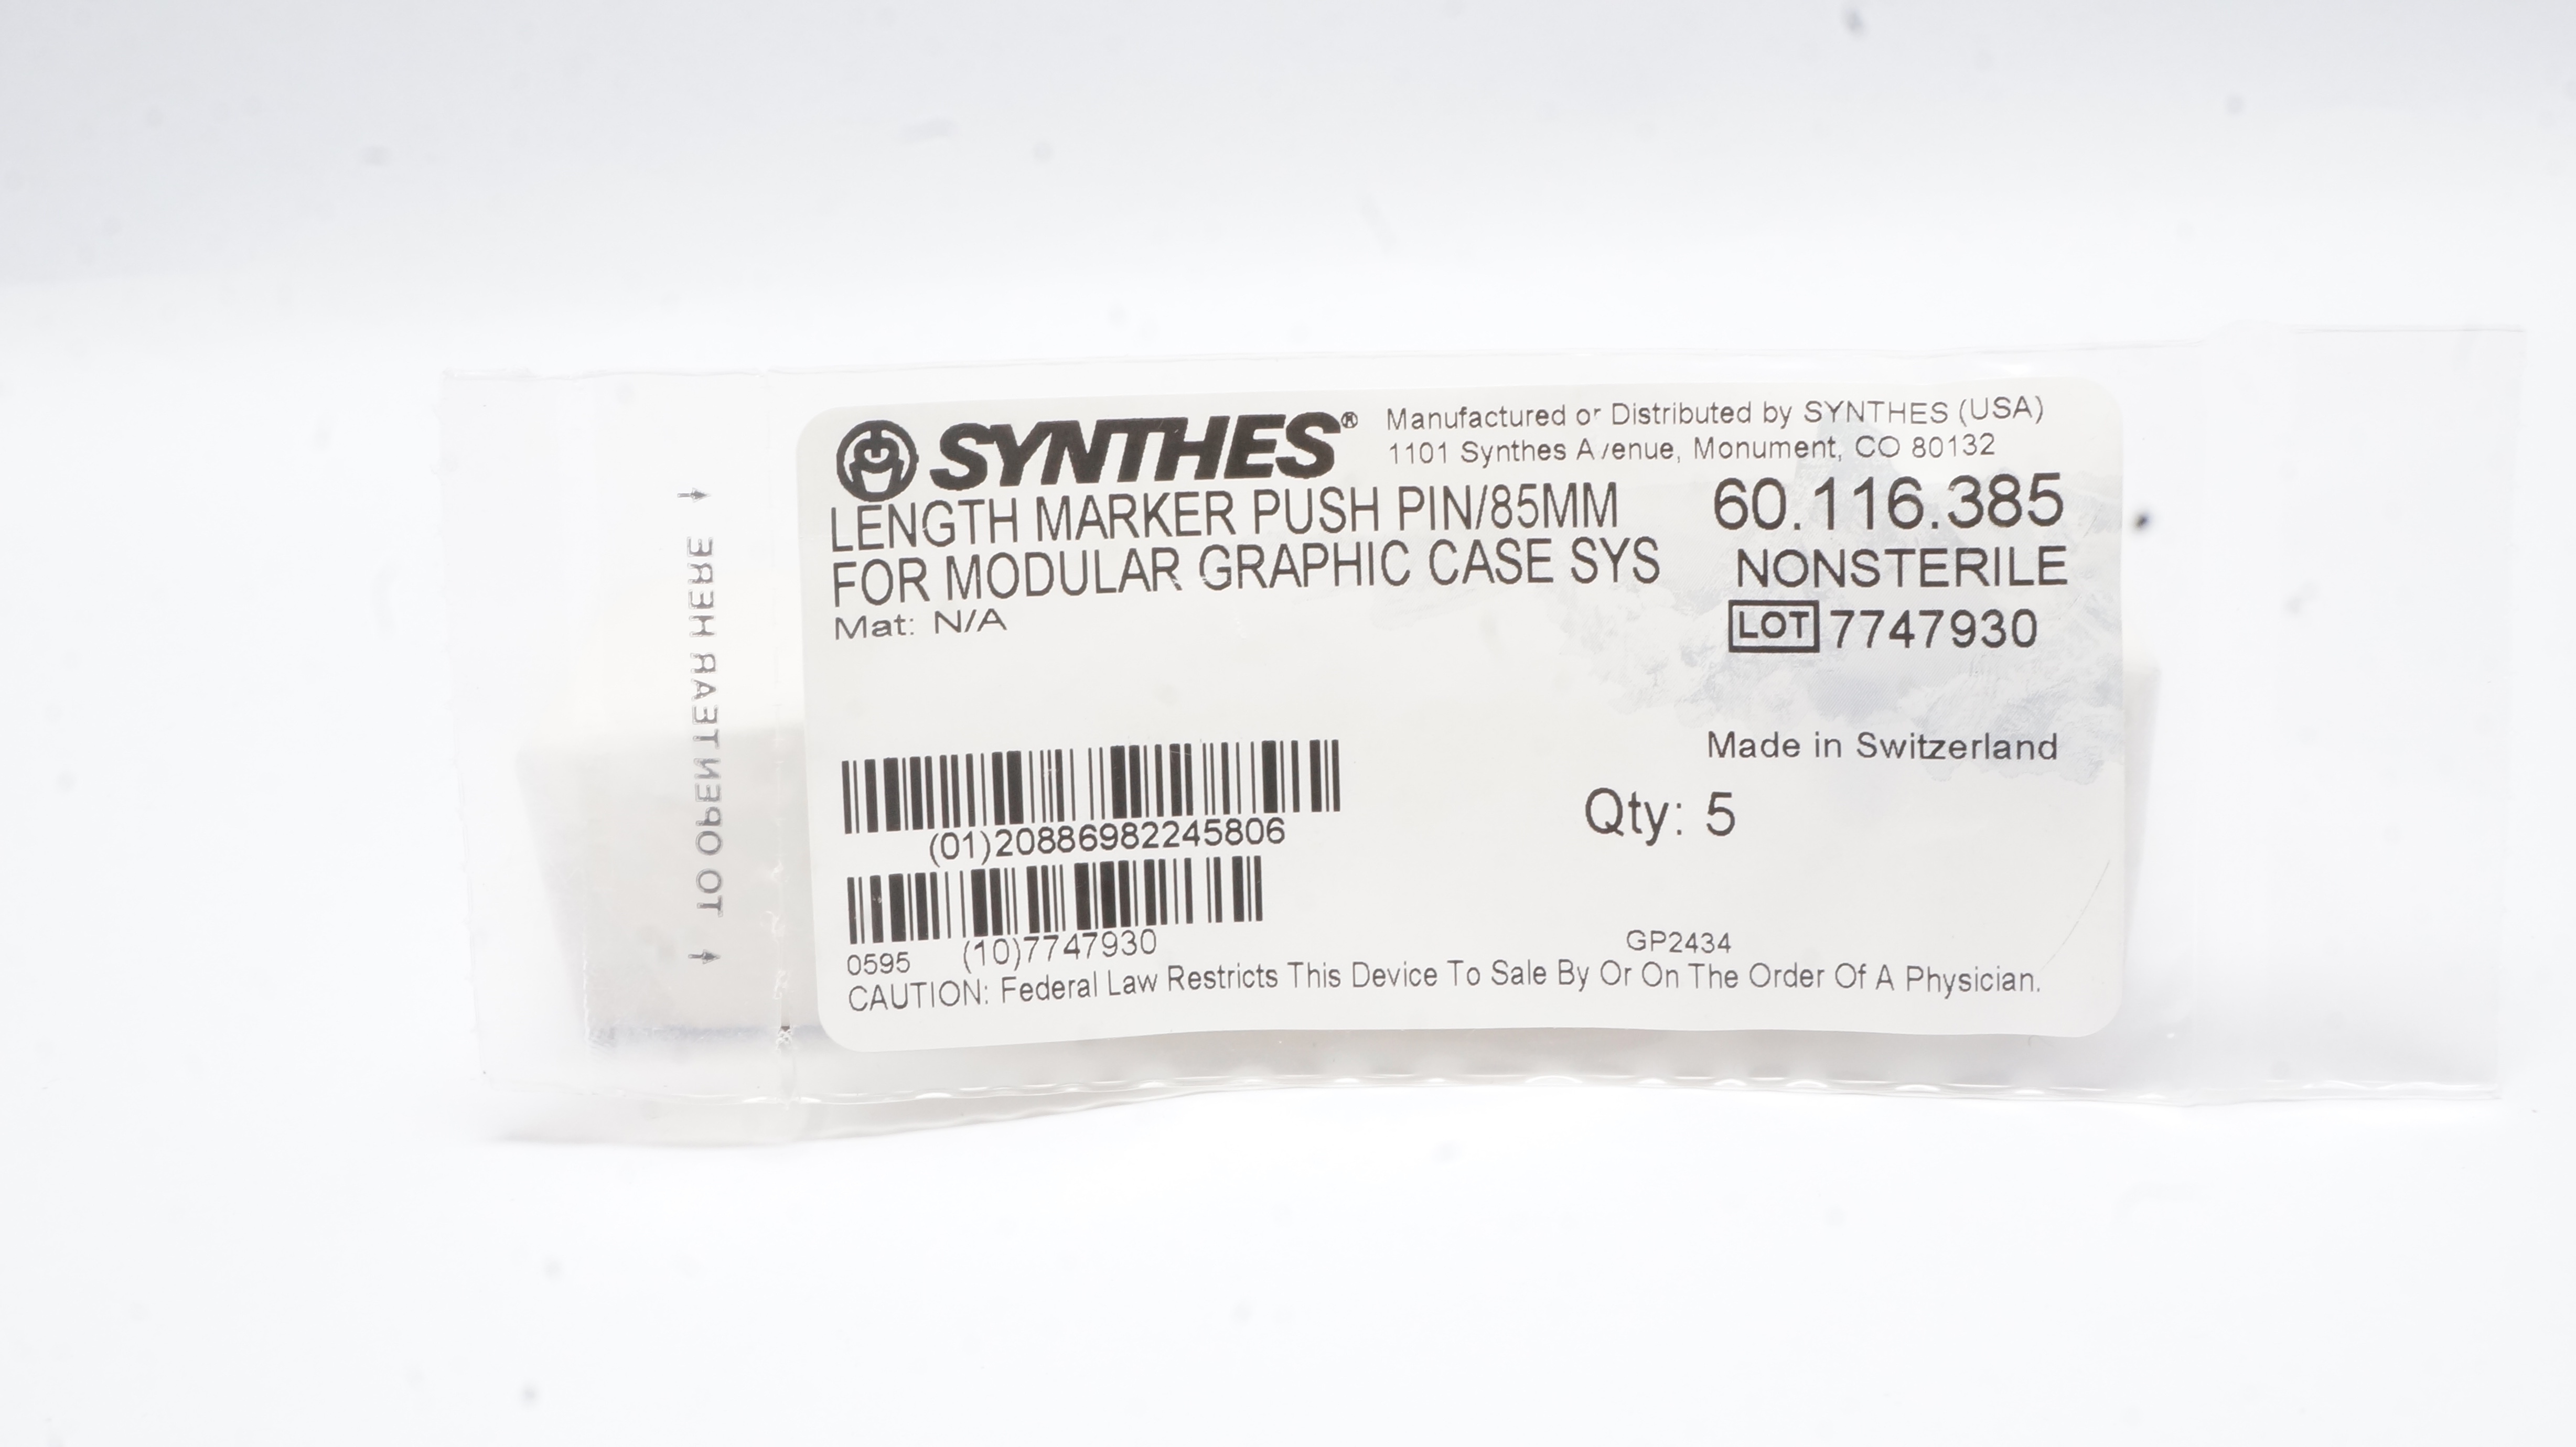 SYNTHES®
Manufactured or Distributed by SYNTHES (USA)
1101 Synthes Avenue, Monument, CO 80132
LENGTH MARKER PUSH PIN/85MM
FOR MODULAR GRAPHIC CASE SYS
Mat: N/A
60.116.385
NONSTERILE
LOT 7747930
Made in Switzerland
Qty: 5
(01)20886982245806
(10)7747930
0595
GP2434
CAUTION: Federal Law Restricts This Device To Sale By Or On The Order Of A Physician.
TO OPEN TEAR HERE